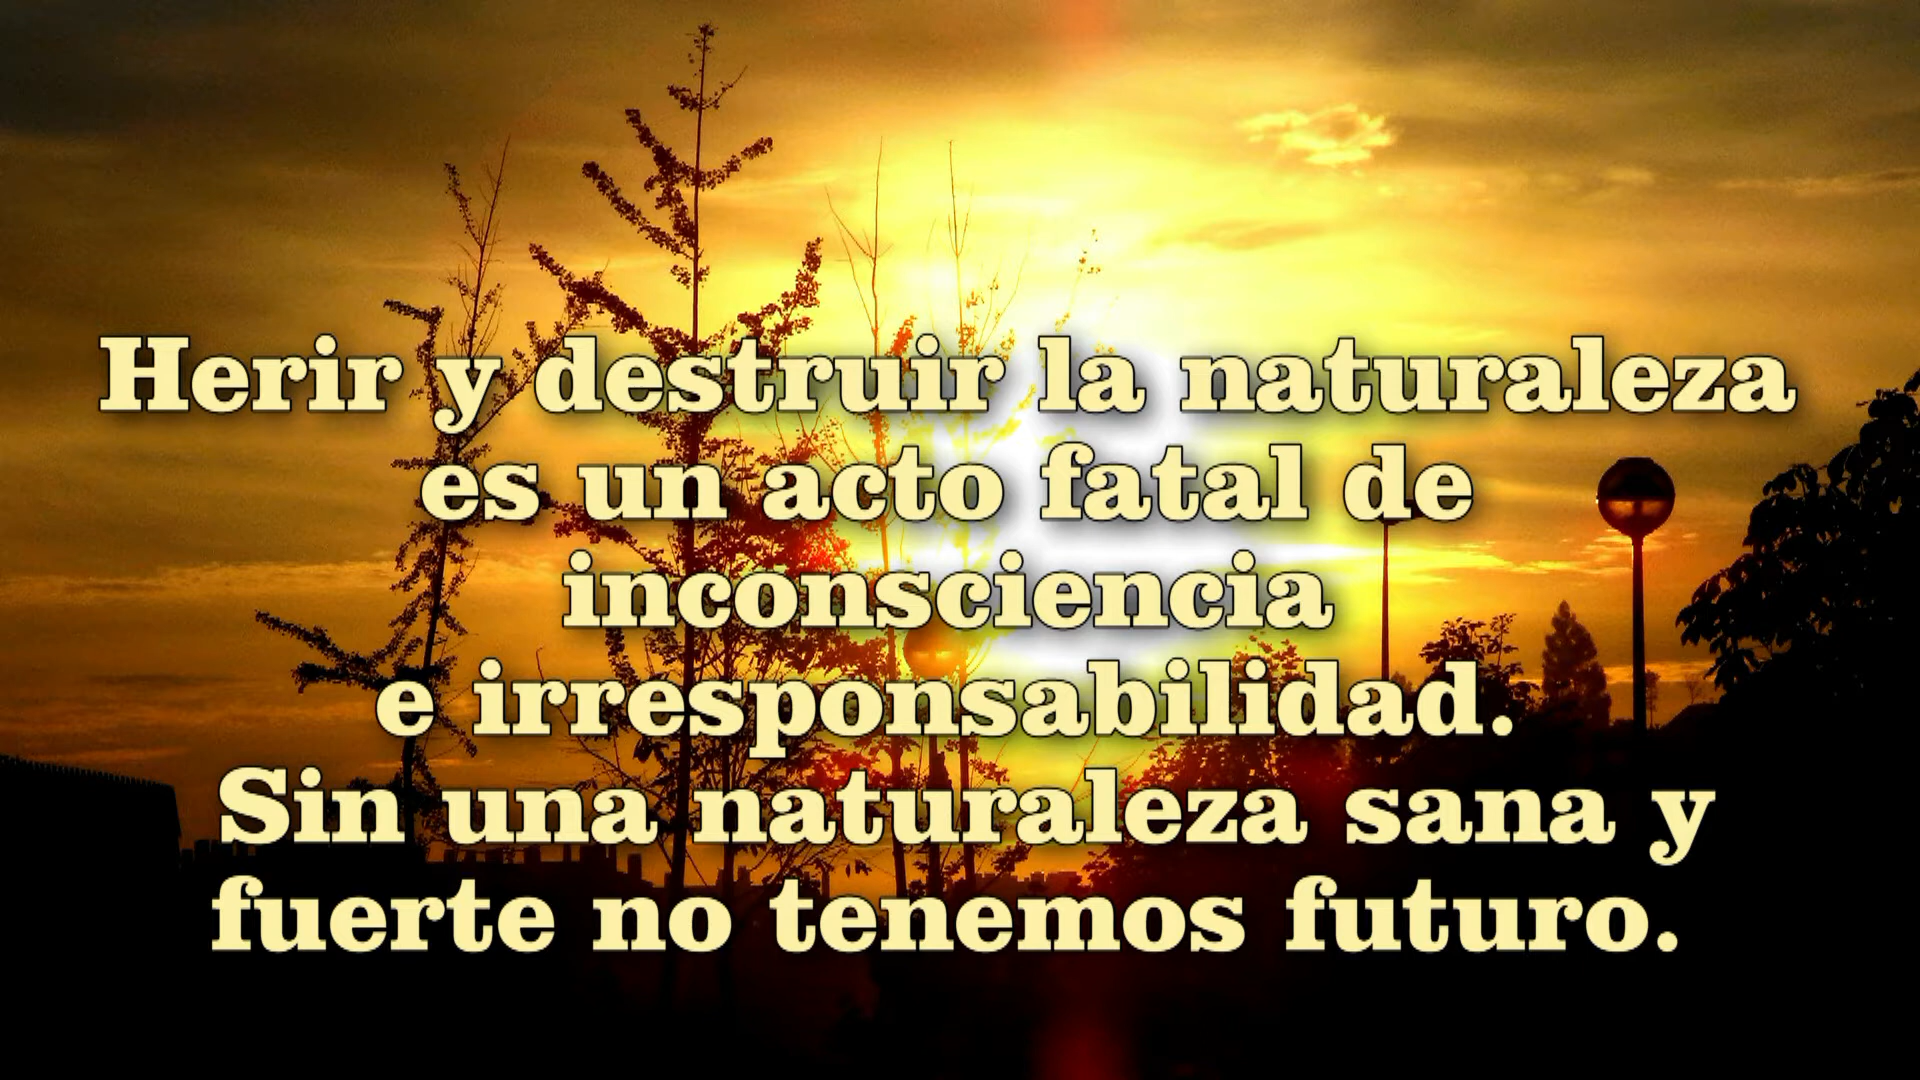 Herir y destruir la naturaleza
es un acto fatal de
inconsciencia
e irresponsabilidad.
Sin una naturaleza sana y
fuerte no tenemos futuro.